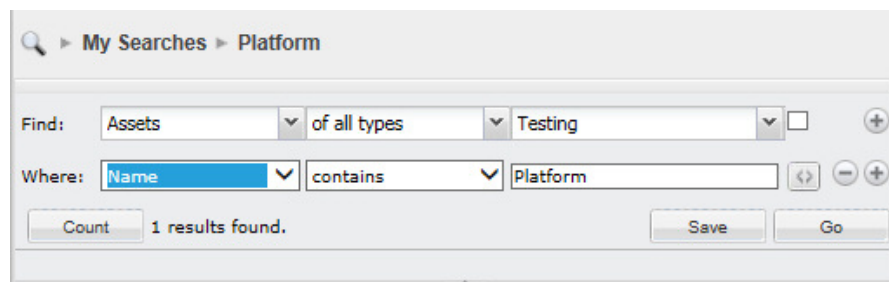 My Searches Platform
Find: Assets of all types Testing
Where: Name contains Platform
Count 1 results found. Save Go